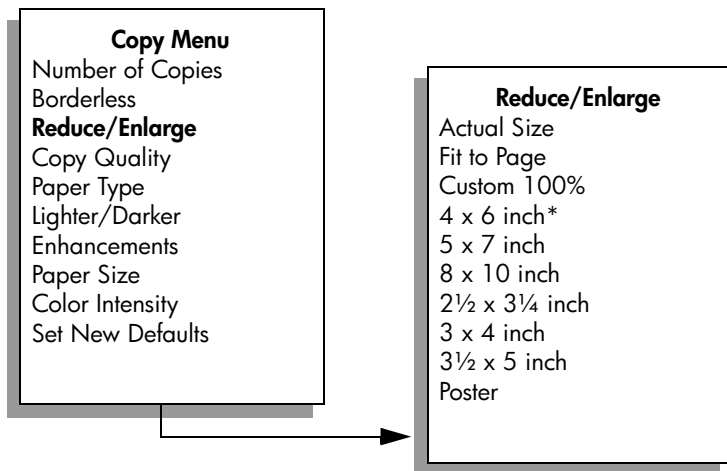 Copy Menu
Number of Copies
Borderless
Reduce/Enlarge
Copy Quality
Paper Type
Lighter/Darker
Enhancements
Paper Size
Color Intensity
Set New Defaults
Reduce/Enlarge
Actual Size
Fit to Page
Custom 100%
4 x 6 inch*
5 x 7 inch
8 x 10 inch
2½ x 3¼ inch
3 x 4 inch
3½ x 5 inch
Poster